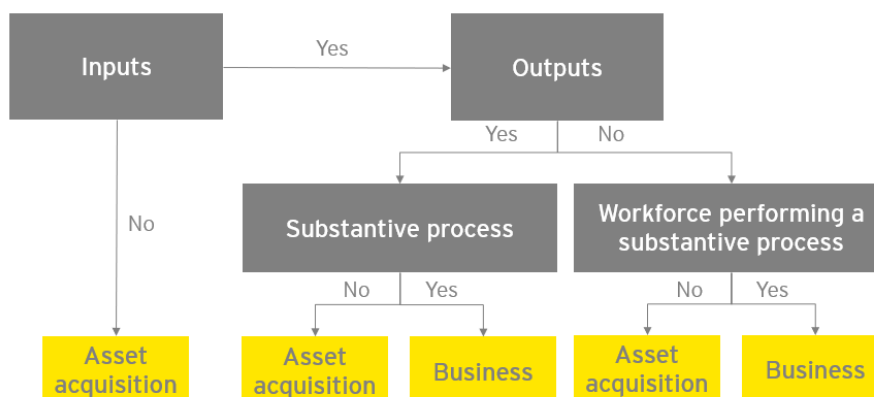 Inputs
Yes
Outputs
Yes
No
No
Substantive process
Workforce performing a
substantive process
No
Yes
No
Yes
Asset
acquisition
Asset
acquisition
Business
Asset
acquisition
Business